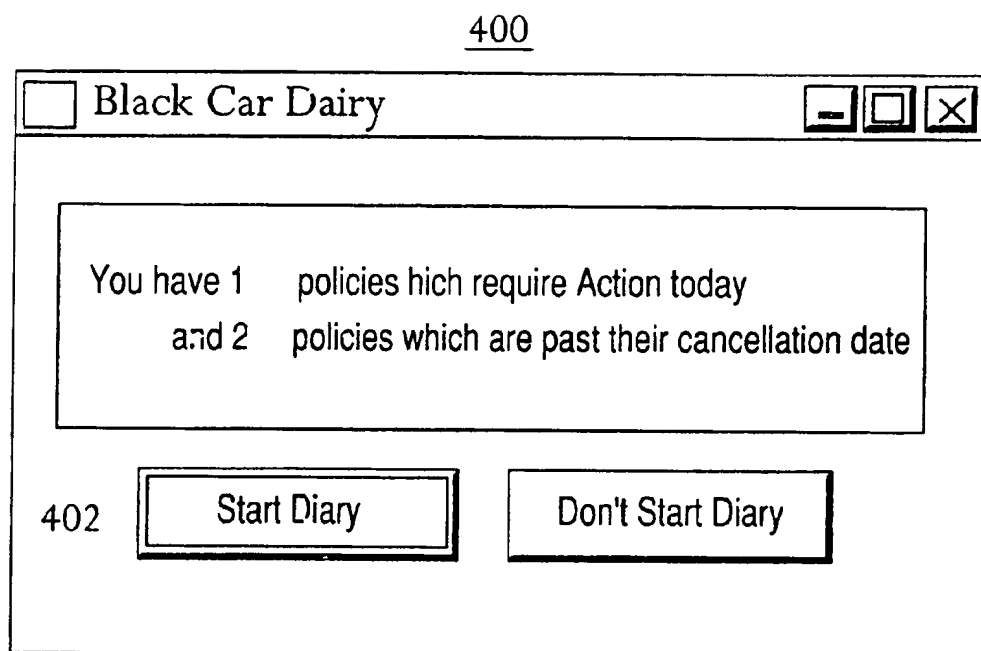 400
Black Car Dairy
You have 1 policies hich require Action today
and 2 policies which are past their cancellation date
402 Start Diary Don't Start Diary